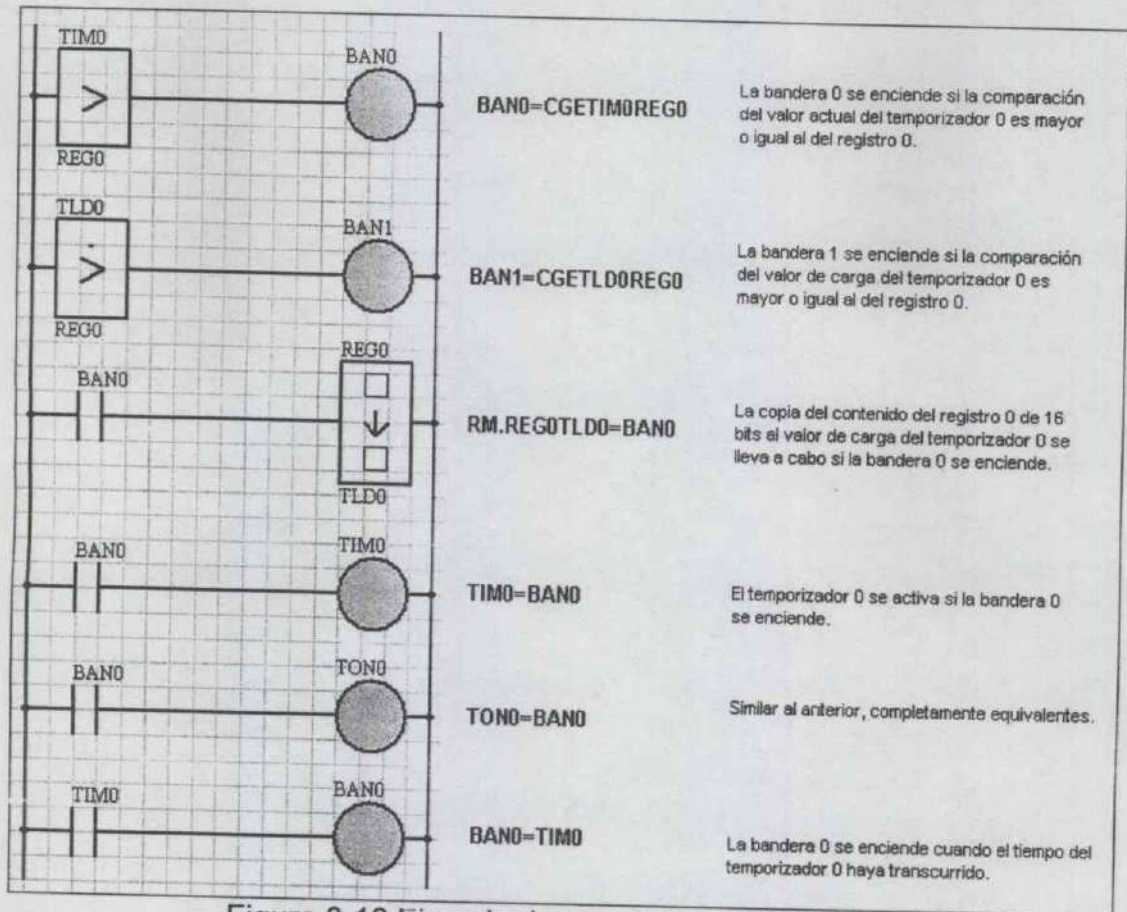 TIM0
BAN0
>
REG0
BAN0=CGETIM0REG0
La bandera 0 se enciende si la comparación
del valor actual del temporizador 0 es mayor
o igual al del registro 0.
TLD0
BAN1
>
REG0
BAN1=CGETLD0REG0
La bandera 1 se enciende si la comparación
del valor de carga del temporizador 0 es
mayor o igual al del registro 0.
BAN0
REG0
TLD0
RM.REG0TLD0=BAN0
La copia del contenido del registro 0 de 16
bits al valor de carga del temporizador 0 se
lleva a cabo si la bandera 0 se enciende.
BAN0
TIM0
TIM0=BAN0
El temporizador 0 se activa si la bandera 0
se enciende.
BAN0
TON0
TON0=BAN0
Similar al anterior, completamente equivalentes.
TIM0
BAN0
BAN0=TIM0
La bandera 0 se enciende cuando el tiempo del
temporizador 0 haya transcurrido.
Figura